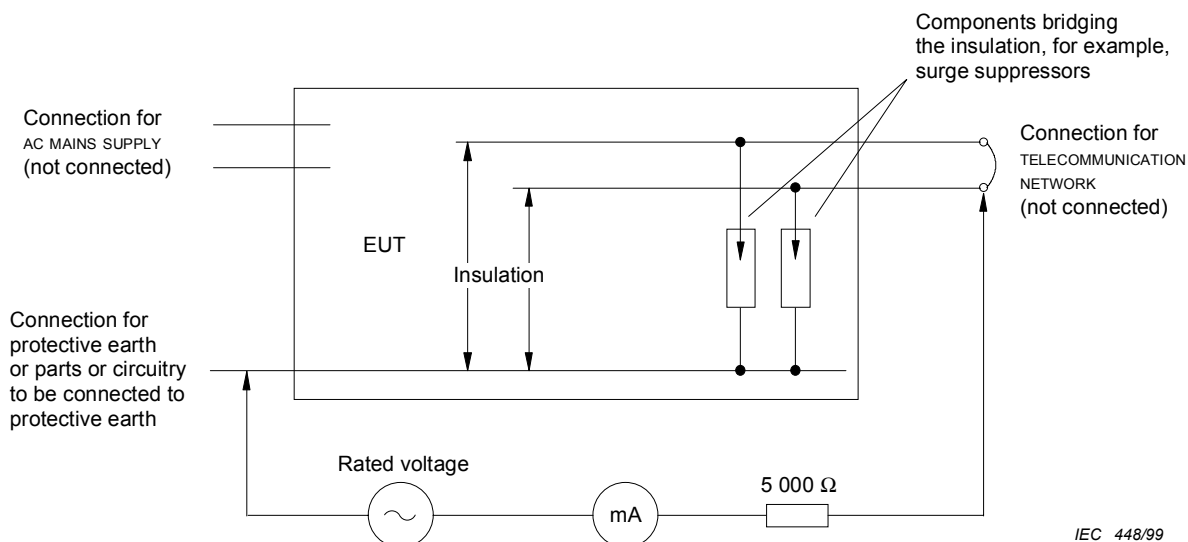 Components bridging
the insulation, for example,
surge suppressors
Connection for
AC MAINS SUPPLY
(not connected)
Connection for
TELECOMMUNICATION
NETWORK
(not connected)
EUT
Insulation
Connection for
protective earth
or parts or circuitry
to be connected to
protective earth
Rated voltage
mA
5 000 Ω
IEC 448/99